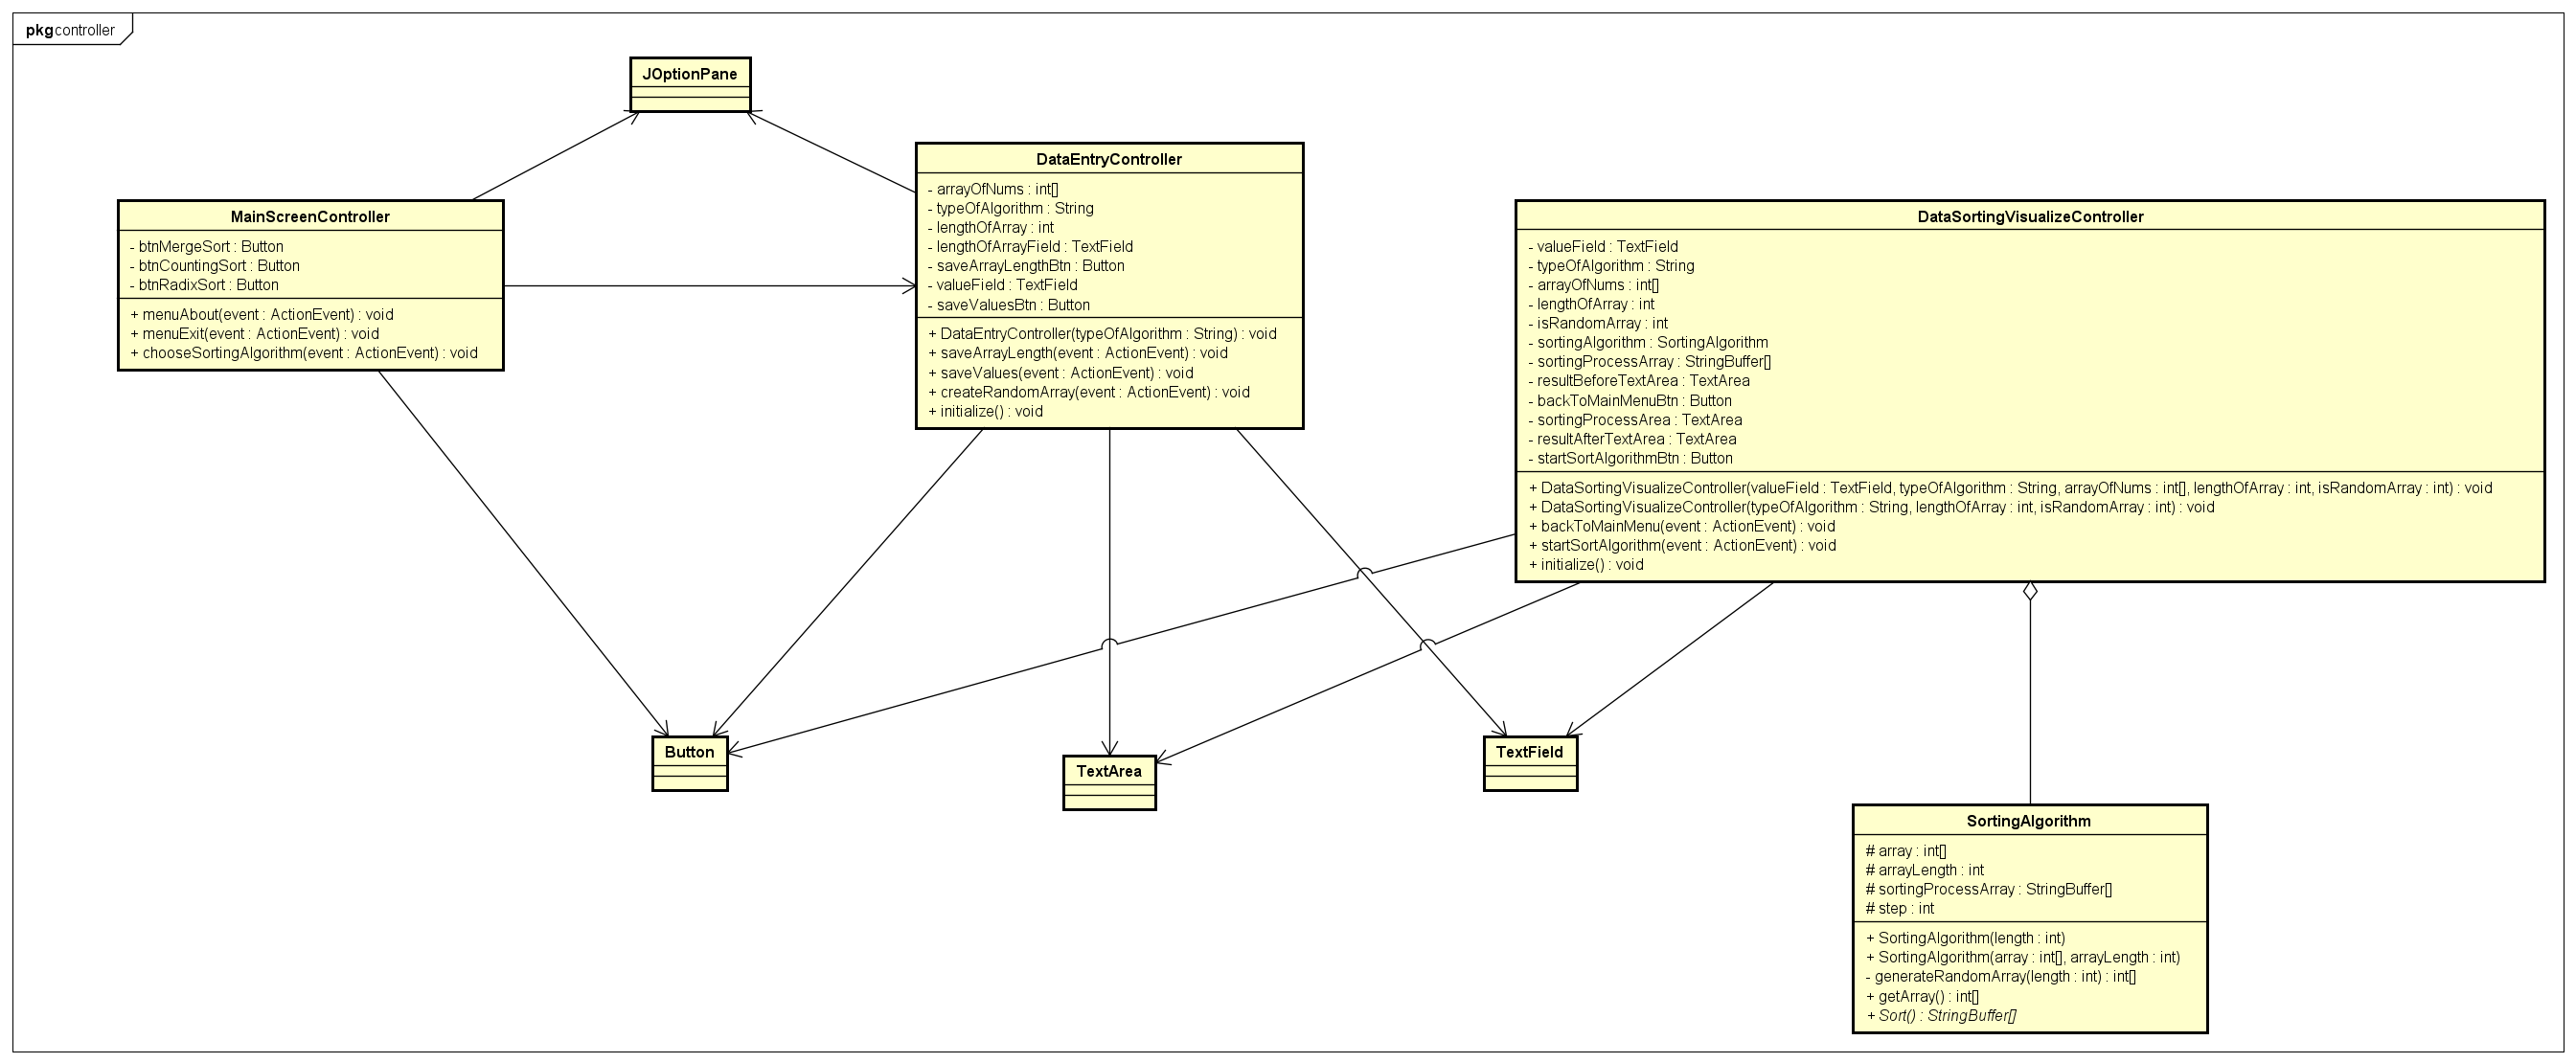 pkg controller
JOptionPane
MainScreenController
- btnMergeSort : Button
- btnCountingSort : Button
- btnRadixSort : Button
+ menuAbout(event : ActionEvent) : void
+ menuExit(event : ActionEvent) : void
+ chooseSortingAlgorithm(event : ActionEvent) : void
DataEntryController
- arrayOfNums : int[]
- typeOfAlgorithm : String
- lengthOfArray : int
- lengthOfArrayField : TextField
- saveArrayLengthBtn : Button
- valueField : TextField
- saveValuesBtn : Button
+ DataEntryController(typeOfAlgorithm : String) : void
+ saveArrayLength(event : ActionEvent) : void
+ saveValues(event : ActionEvent) : void
+ createRandomArray(event : ActionEvent) : void
+ initialize() : void
DataSortingVisualizeController
- valueField : TextField
- typeOfAlgorithm : String
- arrayOfNums : int[]
- lengthOfArray : int
- isRandomArray : int
- sortingAlgorithm : SortingAlgorithm
- sortingProcessArray : StringBuffer[]
- resultBeforeTextArea : TextArea
- backToMainMenuBtn : Button
- sortingProcessArea : TextArea
- resultAfterTextArea : TextArea
- startSortAlgorithmBtn : Button
+ DataSortingVisualizeController(valueField : TextField, typeOfAlgorithm : String, arrayOfNums : int[], lengthOfArray : int, isRandomArray : int) : void
+ DataSortingVisualizeController(typeOfAlgorithm : String, lengthOfArray : int, isRandomArray : int) : void
+ backToMainMenu(event : ActionEvent) : void
+ startSortAlgorithm(event : ActionEvent) : void
+ initialize() : void
Button
TextArea
TextField
SortingAlgorithm
# array : int[]
# arrayLength : int
# sortingProcessArray : StringBuffer[]
# step : int
+ SortingAlgorithm(length : int)
+ SortingAlgorithm(array : int[], arrayLength : int)
- generateRandomArray(length : int) : int[]
+ getArray() : int[]
+ Sort() : StringBuffer[]